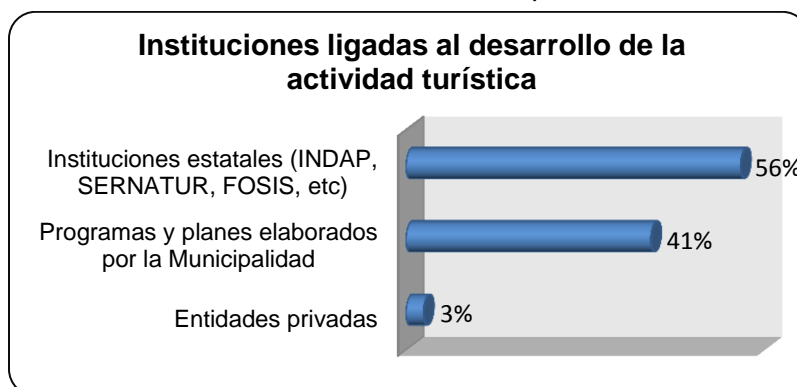 Instituciones ligadas al desarrollo de la
actividad turística
Instituciones estatales (INDAP,
SERNATUR, FOSIS, etc)
56%
Programas y planes elaborados
por la Municipalidad
41%
Entidades privadas
3%